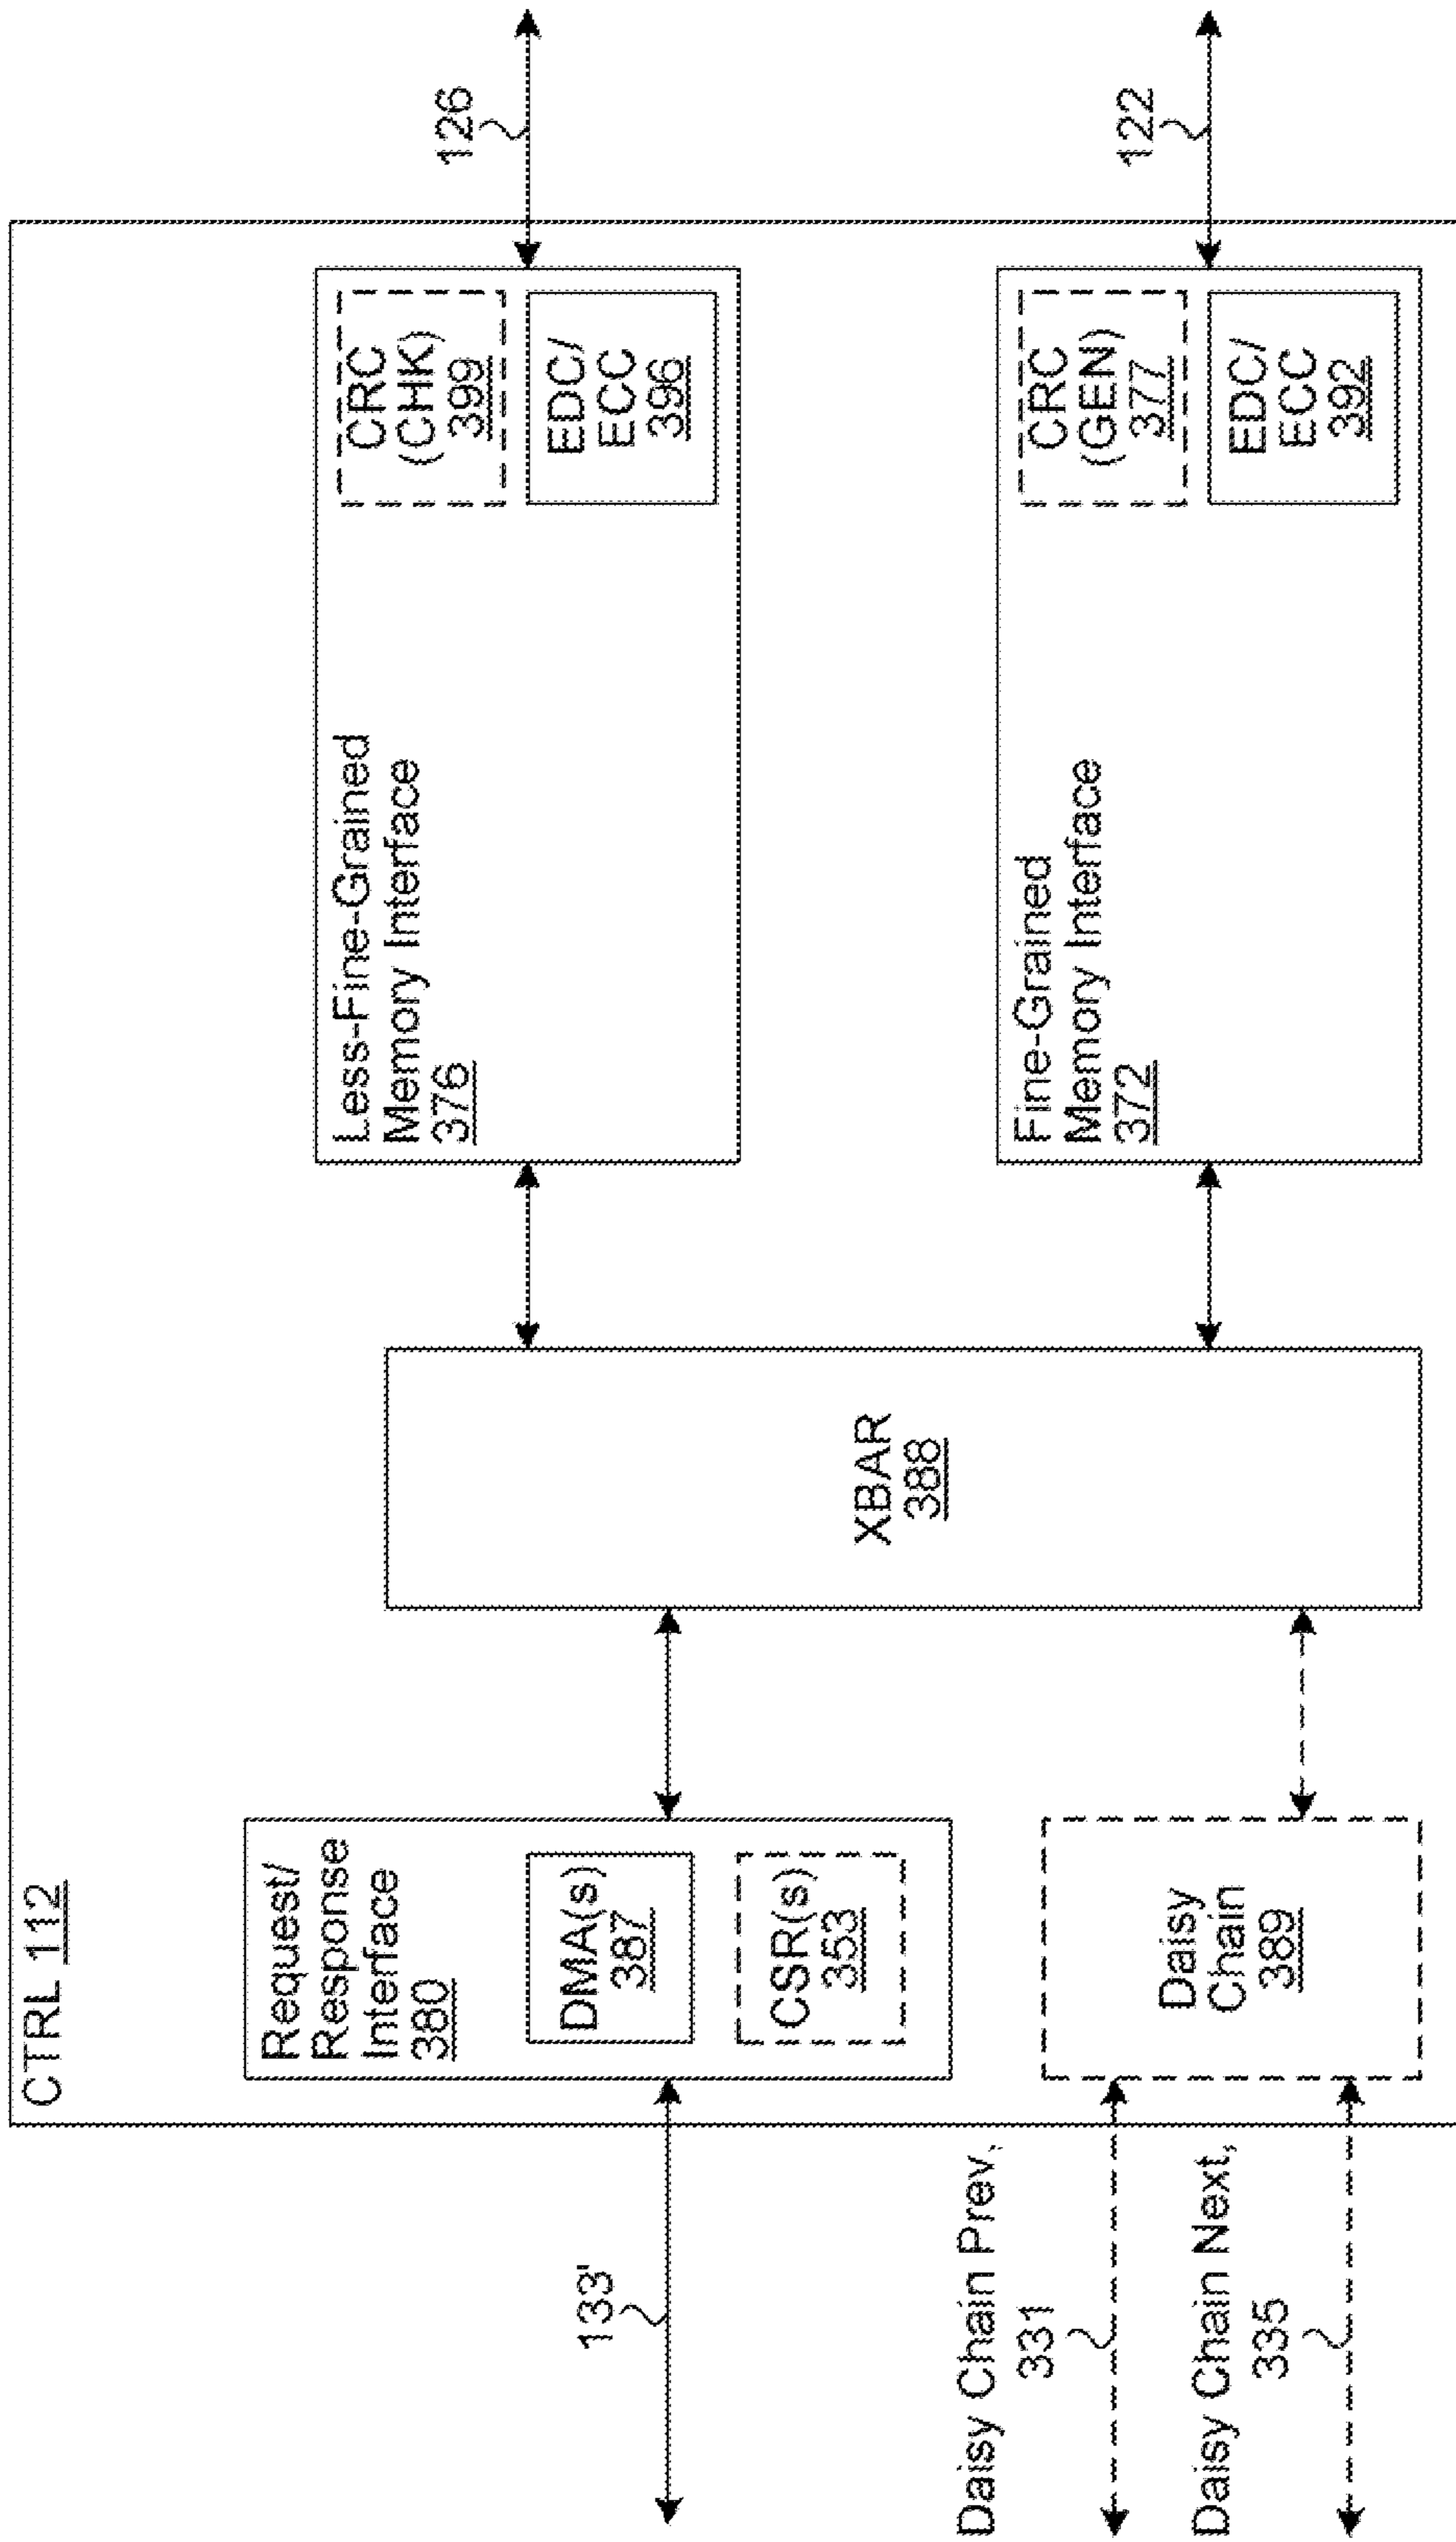 CTRL 112
Request/
Response
Interface
380
DMA(s)
387
CSR(s)
353
133'
Daisy Chain Prev,
331
Daisy Chain Next,
335
Daisy
Chain
389
XBAR
388
Less-Fine-Grained
Memory Interface
376
CRC
(CHK)
399
EDC/
ECC
396
126
Fine-Grained
Memory Interface
372
CRC
(GEN)
377
EDC/
ECC
392
122